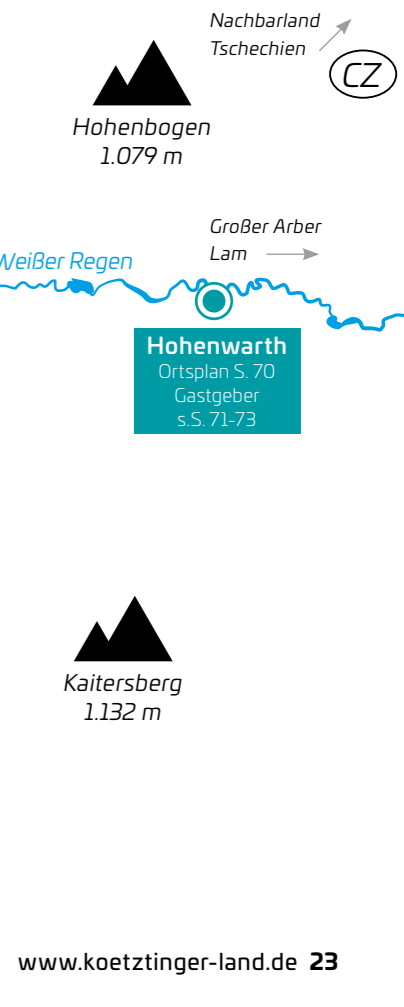 Nachbarland
Tschechien
CZ
Hohenbogen
1.079 m
Großer Arber
Lam
Weißer Regen
Hohenwarth
Ortsplan S. 70
Gastgeber
s.S. 71-73
Kaitersberg
1.132 m
www.koetztinger-land.de 23